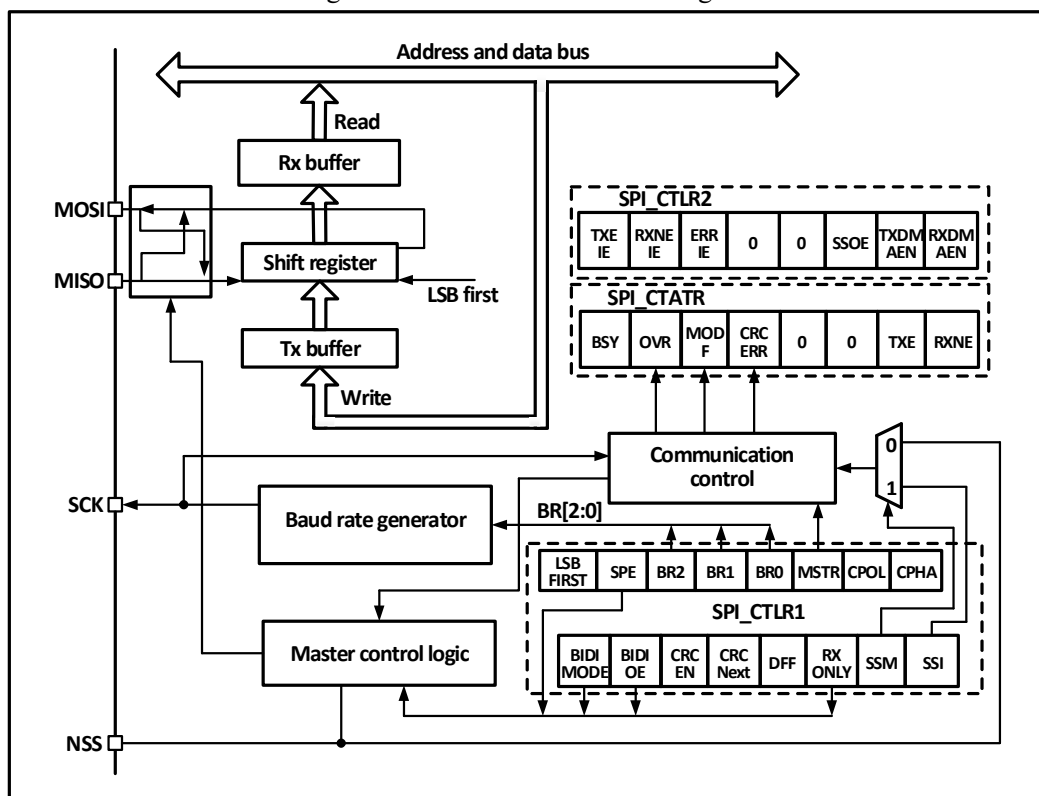 Address and data bus
Read
Rx buffer
MOSI
SPI_CTLR2
TXE IE RXNE IE ERR IE 0 0 SSOE TXDM AEN RXDM AEN
Shift register
MISO
LSB first
SPI_CTATR
BSY OVR MOD F CRC ERR 0 0 TXE RXNE
Tx buffer
Write
Communication control
0
1
SCK
Baud rate generator
BR[2:0]
LSB FIRST SPE BR2 BR1 BR0 MSTR CPOL CPHA
SPI_CTLR1
Master control logic
BIDI MODE BIDI OE CRC EN CRC Next DFF RX ONLY SSM SSI
NSS